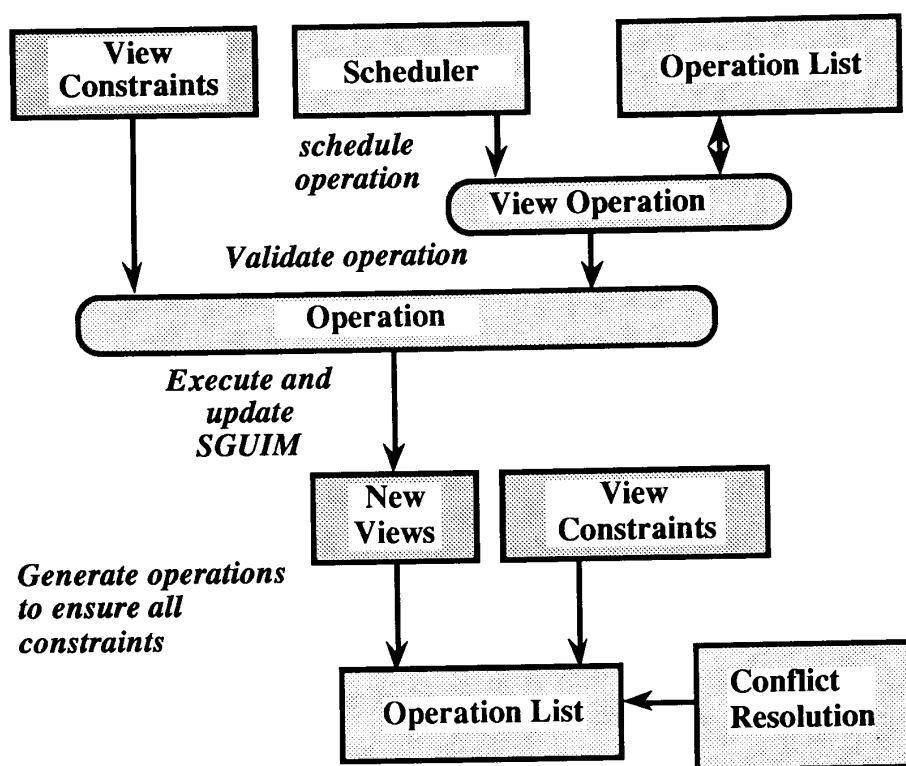 View
Constraints
Scheduler
Operation List
schedule
operation
View Operation
Validate operation
Operation
Execute and
update
SGUIM
New
Views
View
Constraints
Generate operations
to ensure all
constraints
Operation List
Conflict
Resolution